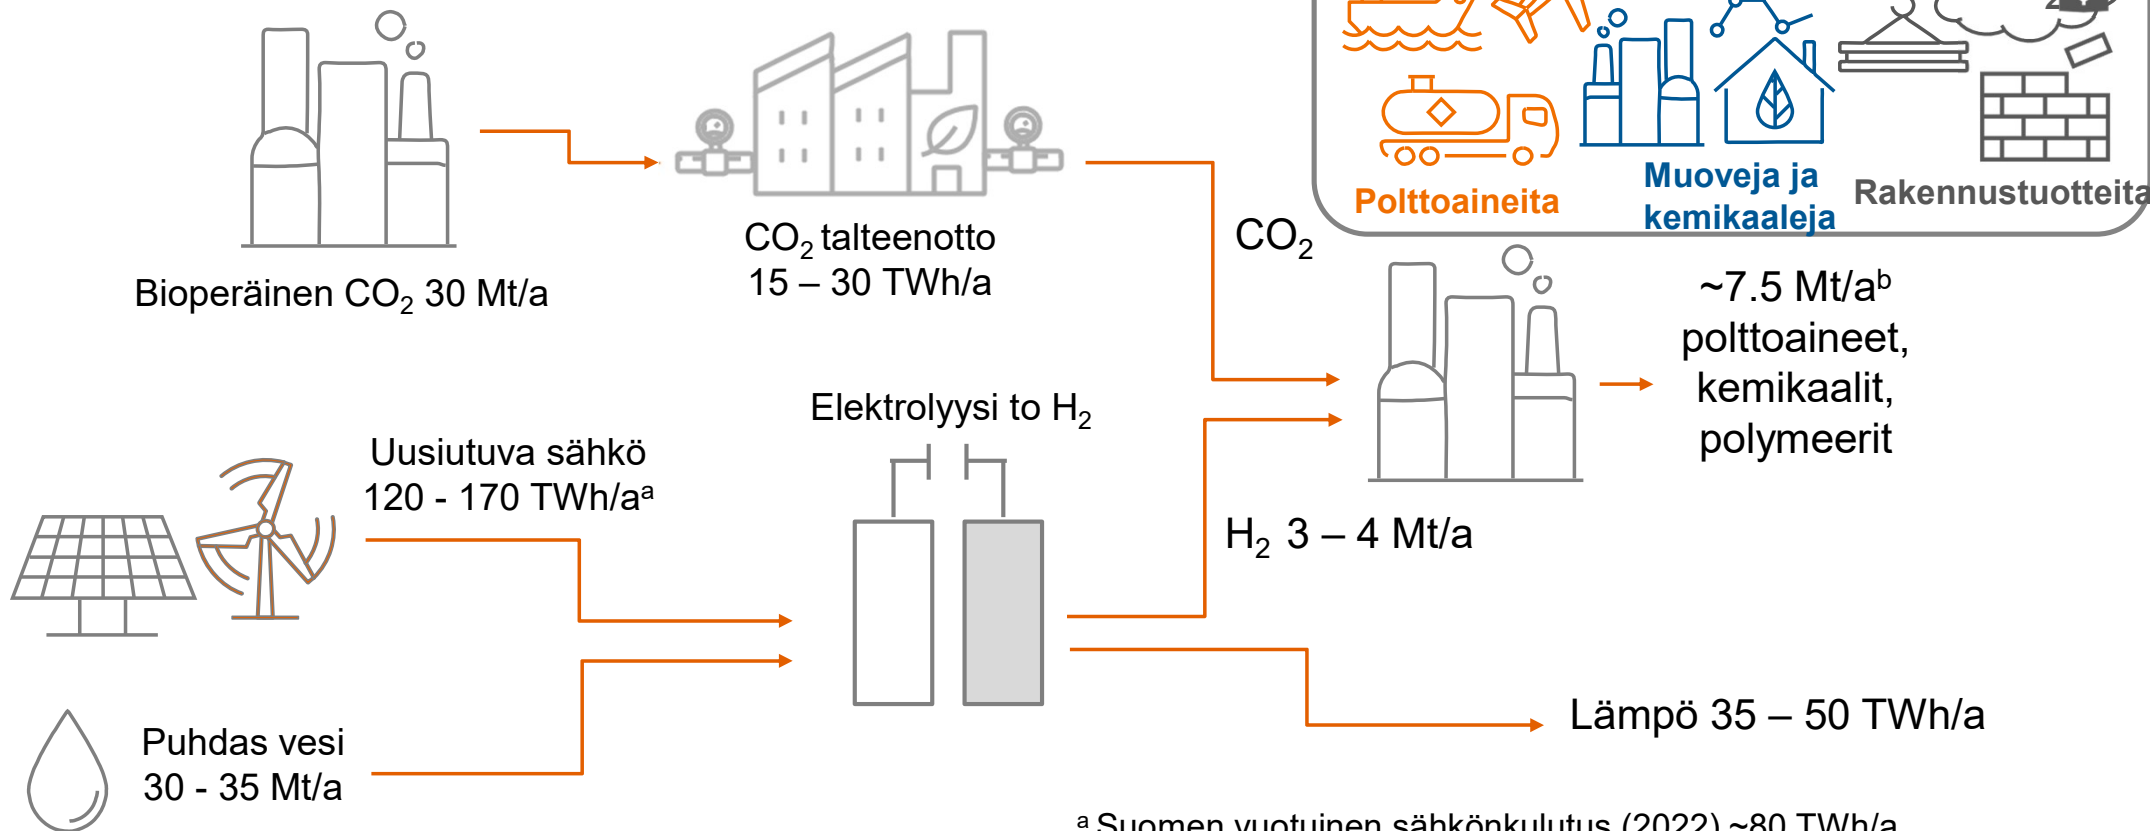 Polttoaineita
Muoveja ja
kemikaaleja
Rakennustuotteita
CO₂ talteenotto
15 – 30 TWh/a
CO₂
Bioperäinen CO₂ 30 Mt/a
~7.5 Mt/aᵇ
polttoaineet,
kemikaalit,
polymeerit
Elektrolyysi to H₂
Uusiutuva sähkö
120 - 170 TWh/aᵃ
H₂ 3 – 4 Mt/a
Lämpö 35 – 50 TWh/a
Puhdas vesi
30 - 35 Mt/a
ᵃ Suomen vuotuinen sähkönkulutus (2022) ~80 TWh/a